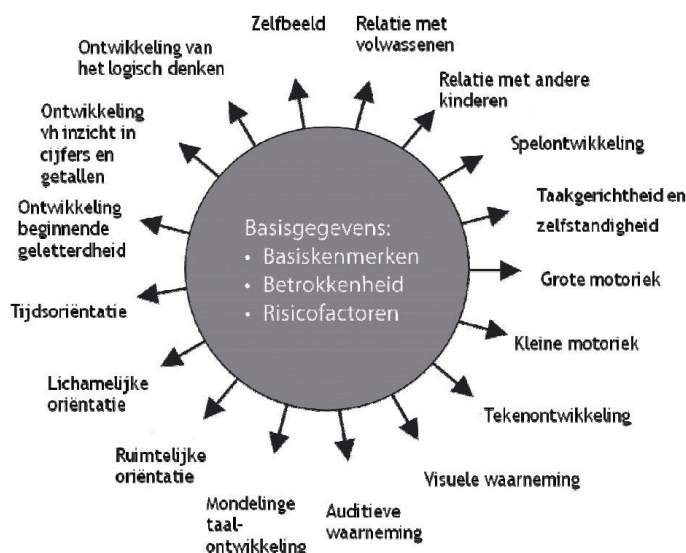 Zelfbeeld
Relatie met
volwassenen
Relatie met andere
kinderen
Spelontwikkeling
Taakgerichtheid en
zelfstandigheid
Grote motoriek
Kleine motoriek
Tekenontwikkeling
Visuele waarneming
Auditieve
waarneming
Mondelinge
taal-
ontwikkeling
Ruimtelijke
oriëntatie
Lichamelijke
oriëntatie
Tijdsoriëntatie
Ontwikkeling
beginnende
geletterdheid
Ontwikkeling
vh inzicht in
cijfers en
getallen
Ontwikkeling van
het logisch denken
Basisgegevens:
• Basiskenmerken
• Betrokkenheid
• Risicofactoren